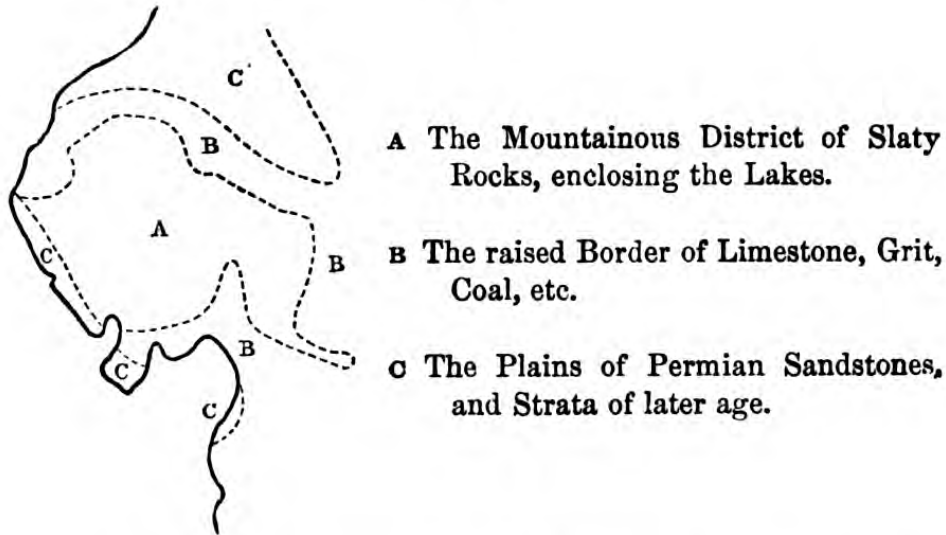 C
B
A
C
B
B
C
C
A The Mountainous District of Slaty
Rocks, enclosing the Lakes.
B The raised Border of Limestone, Grit,
Coal, etc.
C The Plains of Permian Sandstones,
and Strata of later age.